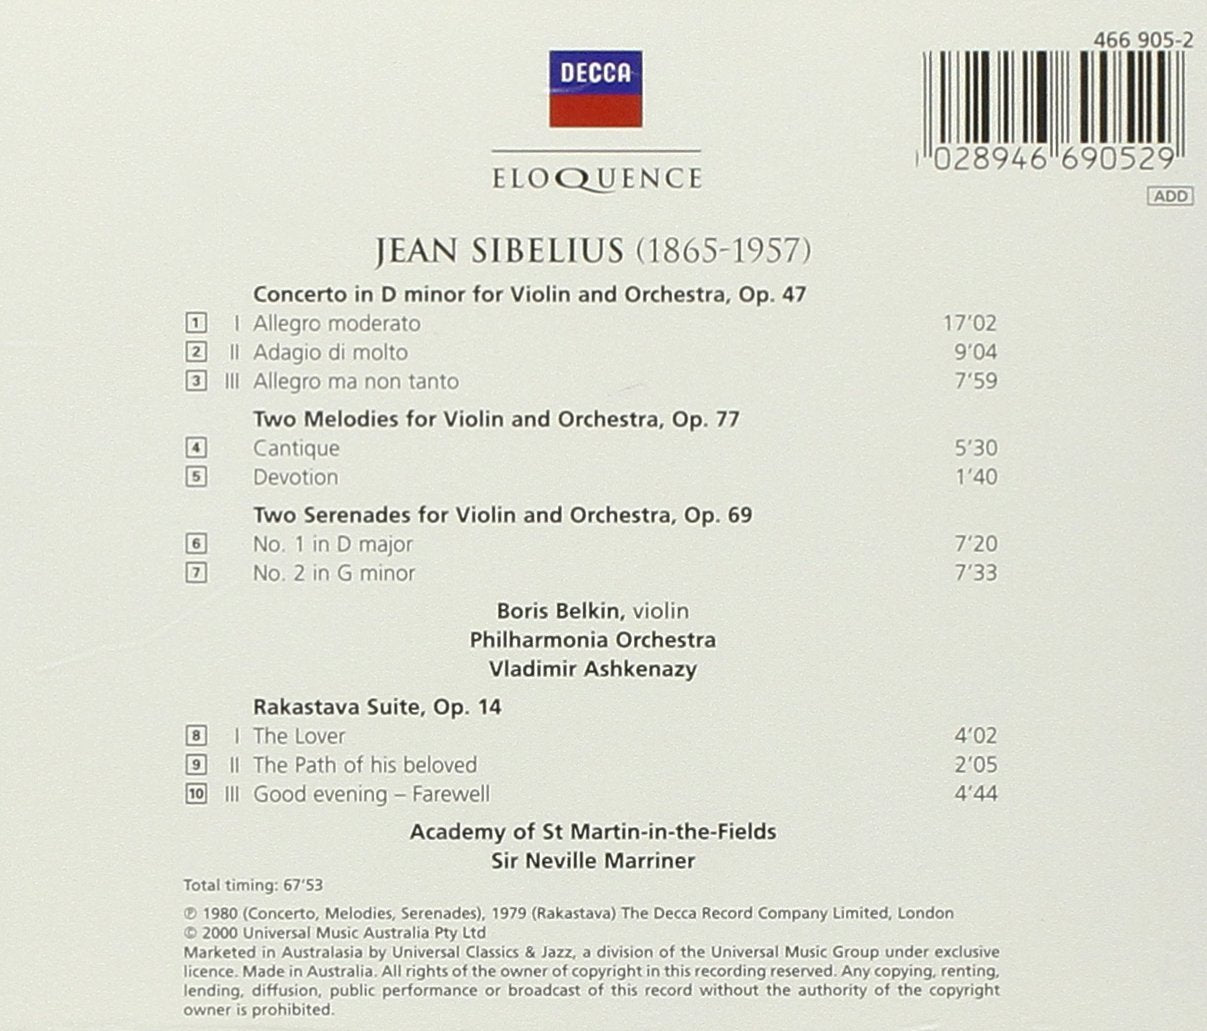 466 905-2
DECCA
028946 690529
ELOQUENCE
ADD
JEAN SIBELIUS (1865-1957)
Concerto in D minor for Violin and Orchestra, Op. 47
1 I Allegro moderato 17'02
2 II Adagio di molto 9'04
3 III Allegro ma non tanto 7'59
Two Melodies for Violin and Orchestra, Op. 77
4 Cantique 5'30
5 Devotion 1'40
Two Serenades for Violin and Orchestra, Op. 69
6 No. 1 in D major 7'20
7 No. 2 in G minor 7'33
Boris Belkin, violin
Philharmonia Orchestra
Vladimir Ashkenazy
Rakastava Suite, Op. 14
8 I The Lover 4'02
9 II The Path of his beloved 2'05
10 III Good evening – Farewell 4'44
Academy of St Martin-in-the-Fields
Sir Neville Marriner
Total timing: 67'53
℗ 1980 (Concerto, Melodies, Serenades), 1979 (Rakastava) The Decca Record Company Limited, London
© 2000 Universal Music Australia Pty Ltd
Marketed in Australasia by Universal Classics & Jazz, a division of the Universal Music Group under exclusive
licence. Made in Australia. All rights of the owner of copyright in this recording reserved. Any copying, renting,
lending, diffusion, public performance or broadcast of this record without the authority of the copyright
owner is prohibited.